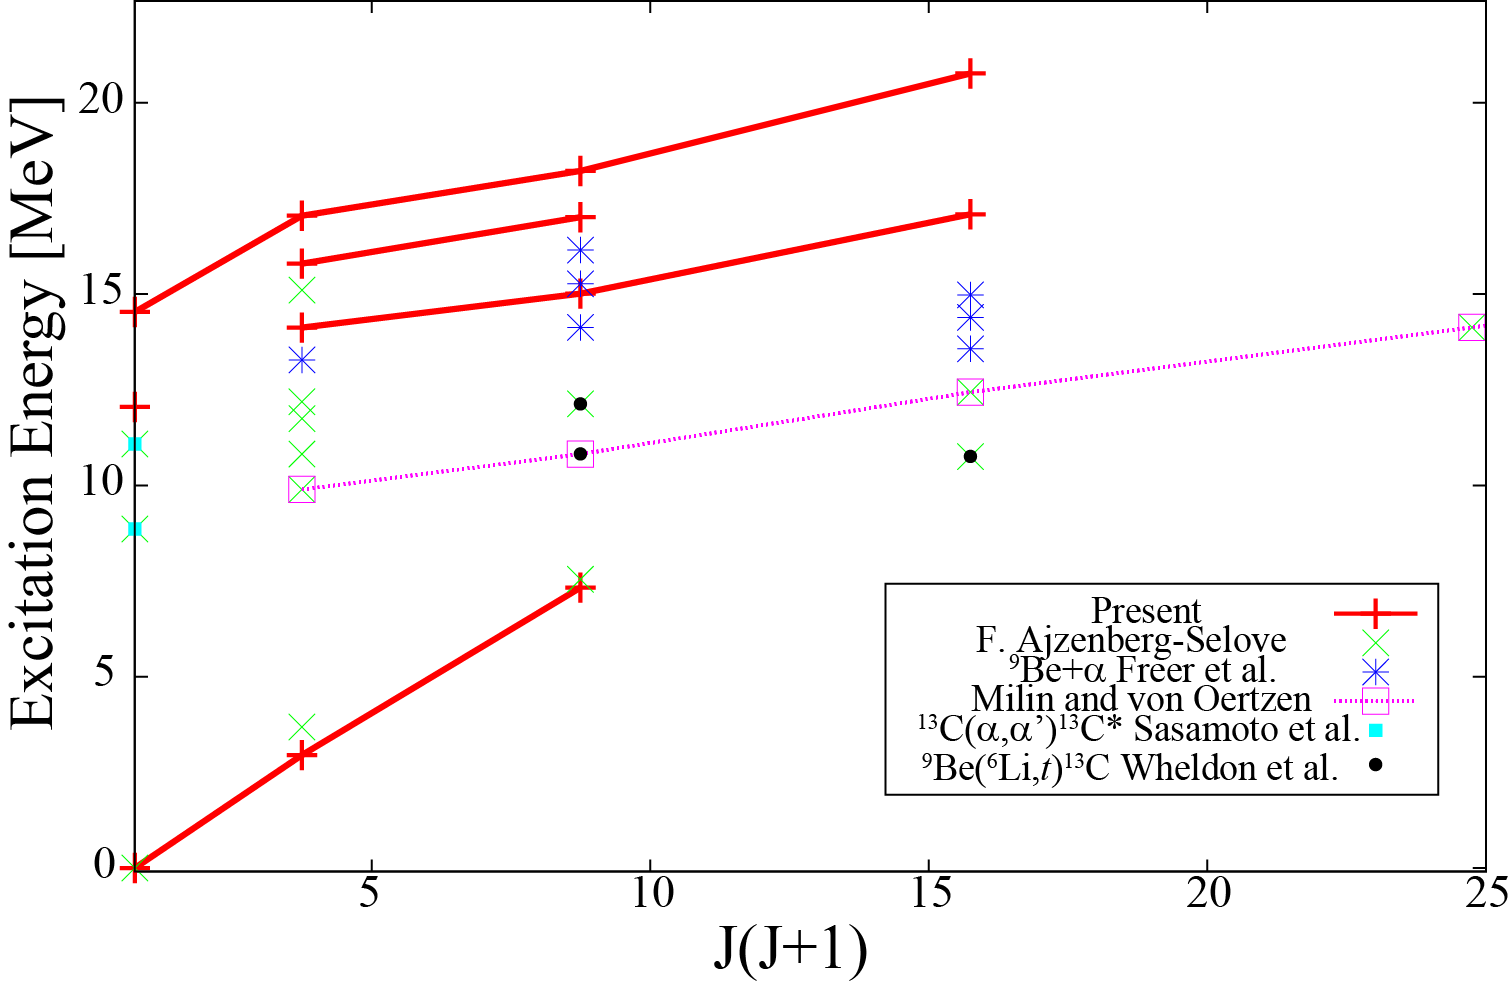 Excitation Energy [MeV]
20
15
10
5
0
Present
F. Ajzenberg-Selove
⁹Be+α Freer et al.
Milin and von Oertzen
¹³C(α,α’)¹³C* Sasamoto et al.
⁹Be(⁶Li,t)¹³C Wheldon et al.
5 10 15 20 25
J(J+1)